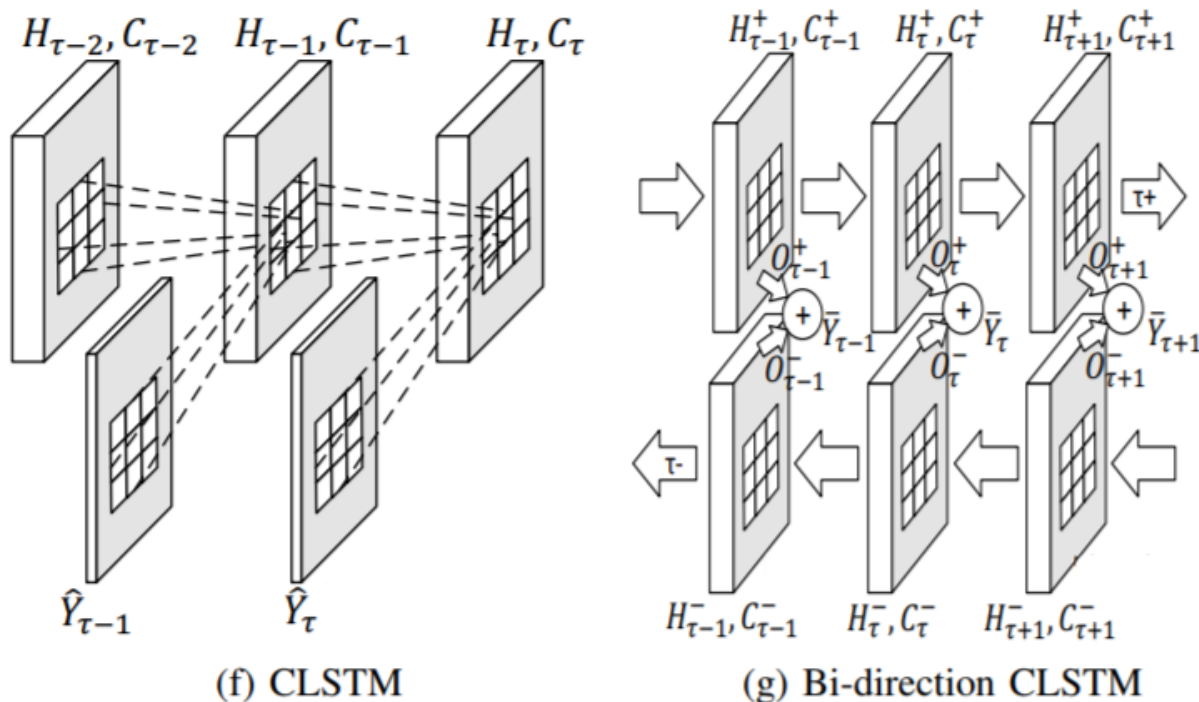 H_{τ-2}, C_{τ-2}
H_{τ-1}, C_{τ-1}
H_τ, C_τ
Ŷ_{τ-1}
Ŷ_τ
(f) CLSTM
H^+_{τ-1}, C^+_{τ-1}
H^+_τ, C^+_τ
H^+_{τ+1}, C^+_{τ+1}
τ+
O^+_{τ-1}
O^+_τ
O^+_{τ+1}
+
Ȳ_{τ-1}
+
Ȳ_τ
+
Ȳ_{τ+1}
O^-_{τ-1}
O^-_τ
O^-_{τ+1}
τ-
H^-_{τ-1}, C^-_{τ-1}
H^-_τ, C^-_τ
H^-_{τ+1}, C^-_{τ+1}
(g) Bi-direction CLSTM